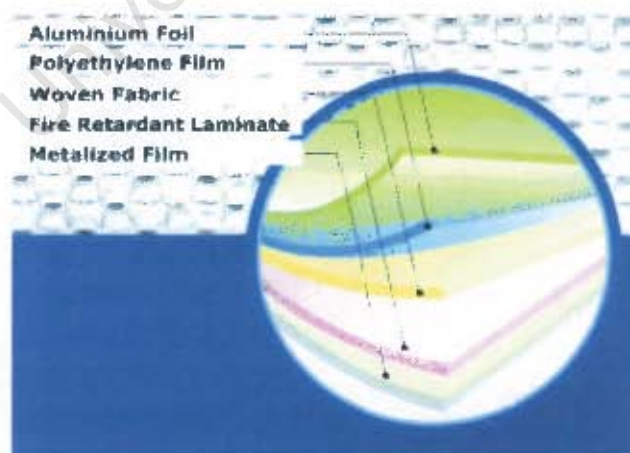 Aluminium Foil
Polyethylene Film
Woven Fabric
Fire Retardant Laminate
Metalized Film